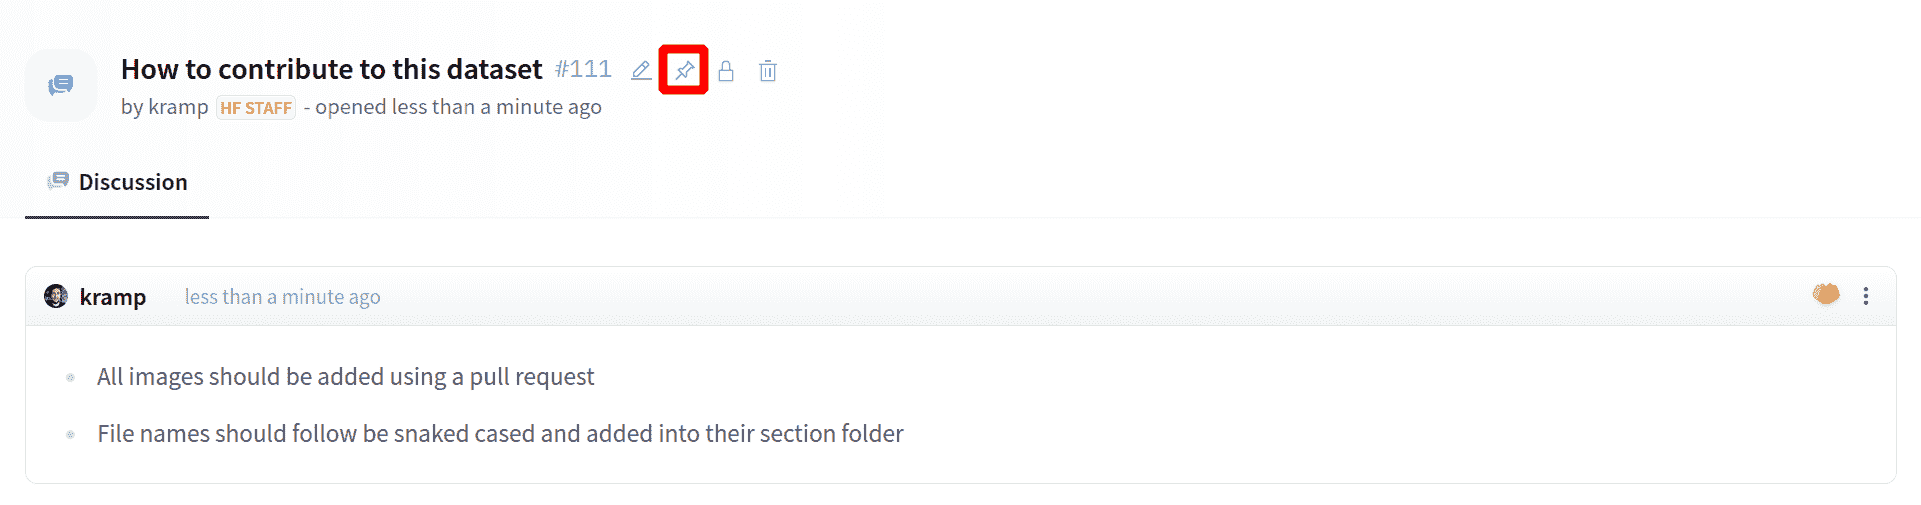 How to contribute to this dataset #111
by kramp HF STAFF - opened less than a minute ago
Discussion
kramp less than a minute ago
All images should be added using a pull request
File names should follow be snaked cased and added into their section folder